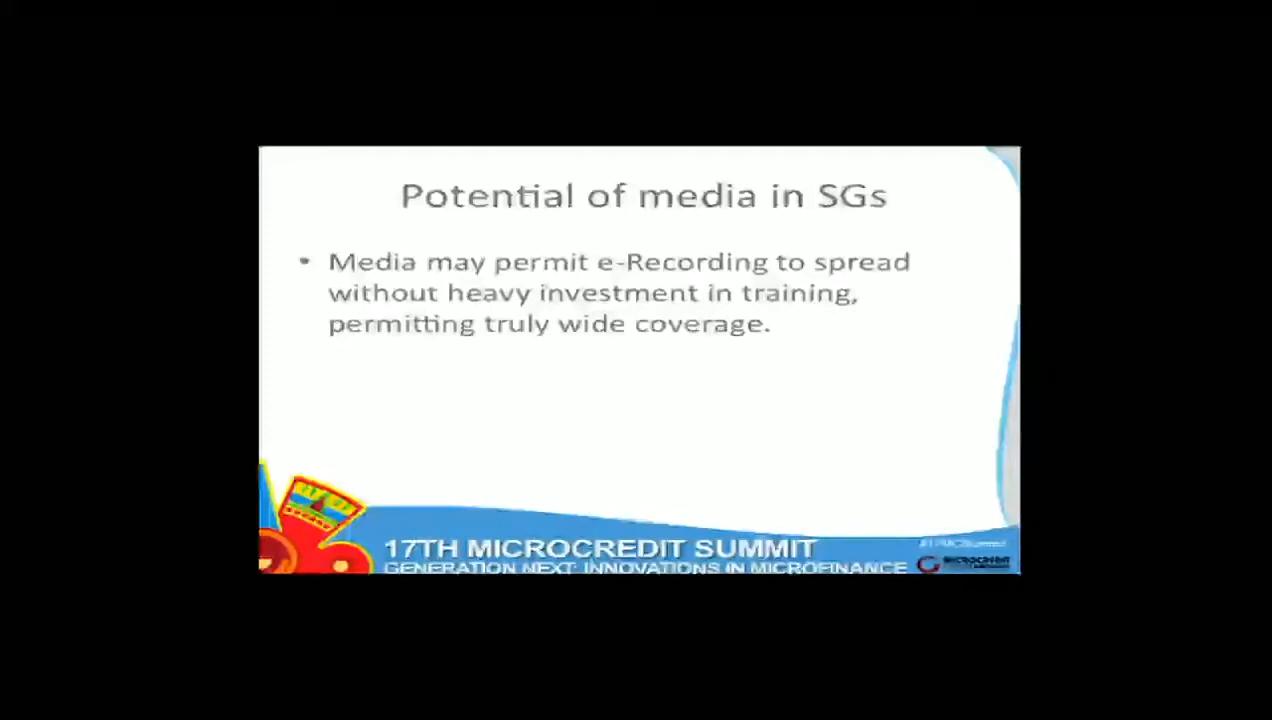 Potential of media in SGs
• Media may permit e-Recording to spread
without heavy investment in training,
permitting truly wide coverage.
17TH MICROCREDIT SUMMIT
GENERATION NEXT: INNOVATIONS IN MICROFINANCE
MICROCREDIT